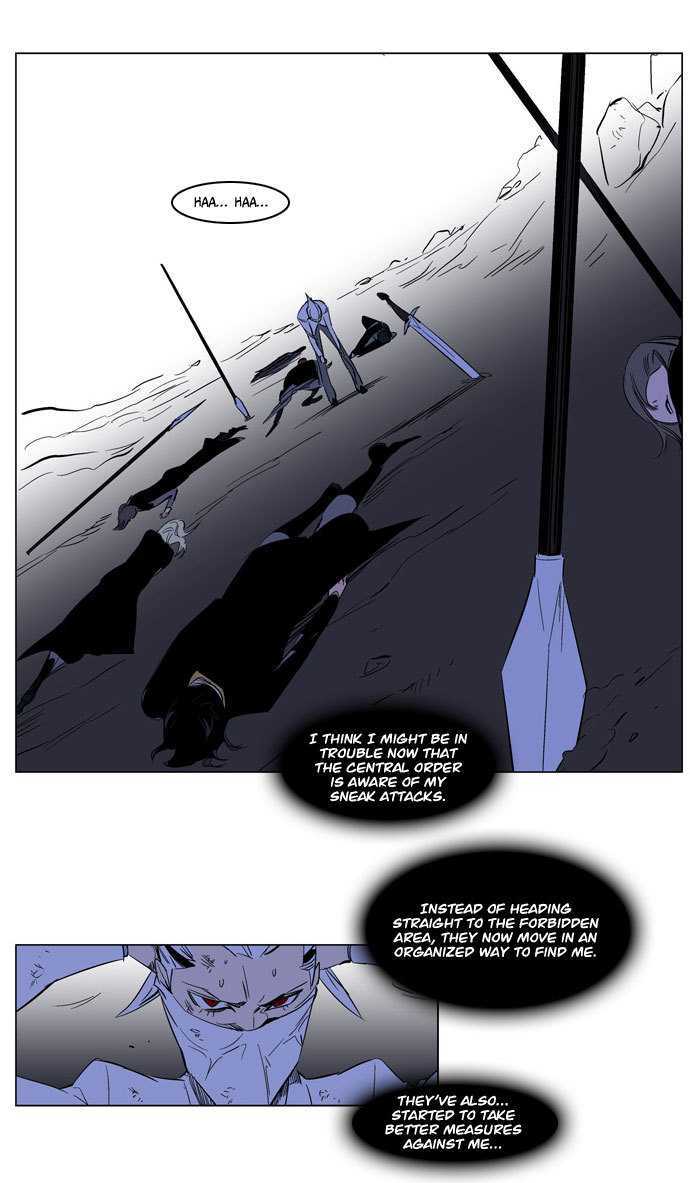 HAA... HAA...
I THINK I MIGHT BE IN
TROUBLE NOW THAT
THE CENTRAL ORDER
IS AWARE OF MY
SNEAK ATTACKS.
INSTEAD OF HEADING
STRAIGHT TO THE FORBIDDEN
AREA, THEY NOW MOVE IN AN
ORGANIZED WAY TO FIND ME.
THEY'VE ALSO...
STARTED TO TAKE
BETTER MEASURES
AGAINST ME...